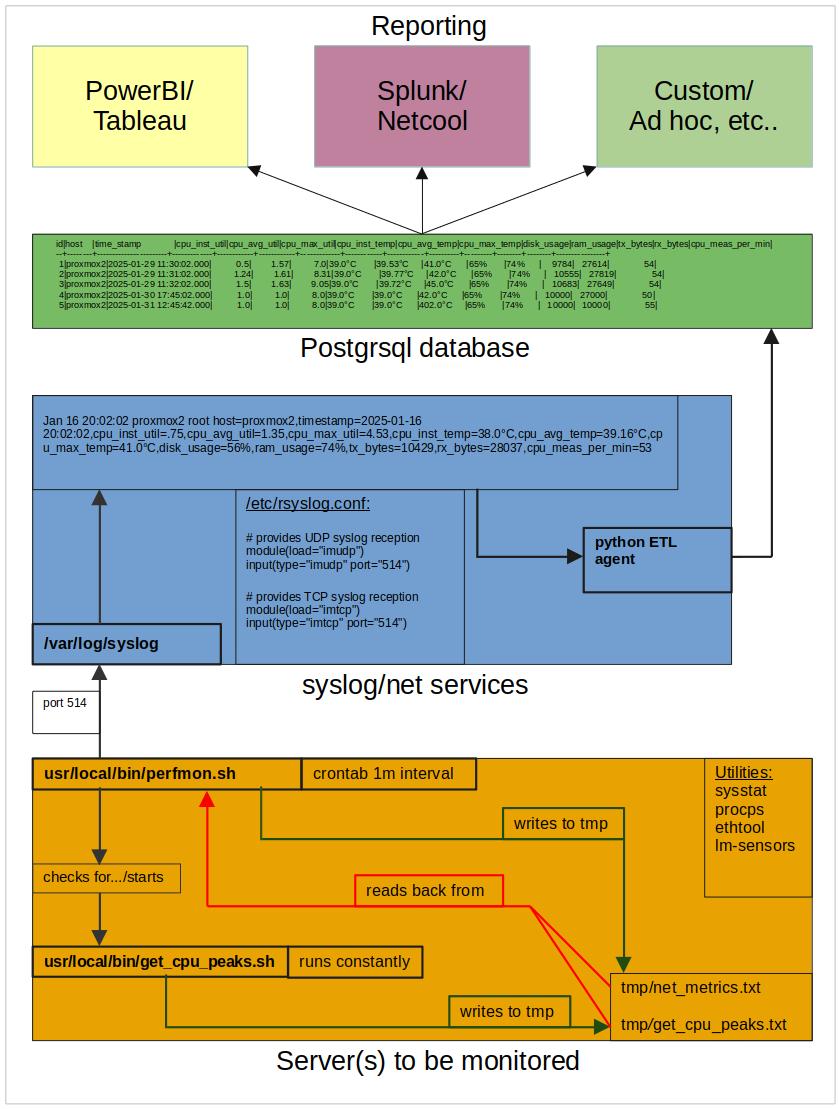 Reporting
PowerBI/
Tableau
Splunk/
Netcool
Custom/
Ad hoc, etc..
id|host |time_stamp |cpu_inst_util|cpu_avg_util|cpu_max_util|cpu_inst_temp|cpu_avg_temp|cpu_max_temp|disk_usage|ram_usage|tx_bytes|rx_bytes|cpu_meas_per_min|
1|proxmox2|2025-01-29 11:30:02.000| 0.5| 1.57| 7.0|39.0°C |39.53°C |41.0°C |65% |74% | 9784| 27614| 54|
2|proxmox2|2025-01-29 11:31:02.000| 1.24| 1.61| 8.31|39.0°C |39.77°C |42.0°C |65% |74% | 10555| 27819| 54|
3|proxmox2|2025-01-29 11:32:02.000| 1.5| 1.63| 9.05|39.0°C |39.72°C |45.0°C |65% |74% | 10683| 27649| 54|
4|proxmox2|2025-01-30 17:45:02.000| 1.0| 1.0| 8.0|39.0°C |39.0°C |42.0°C |65% |74% | 10000| 27000| 50|
5|proxmox2|2025-01-31 12:45:42.000| 1.0| 1.0| 8.0|39.0°C |39.0°C |402.0°C |65% |74% | 10000| 10000| 55|
Postgrsql database
Jan 16 20:02:02 proxmox2 root host=proxmox2,timestamp=2025-01-16
20:02:02,cpu_inst_util=.75,cpu_avg_util=1.35,cpu_max_util=4.53,cpu_inst_temp=38.0°C,cpu_avg_temp=39.16°C,cp
u_max_temp=41.0°C,disk_usage=56%,ram_usage=74%,tx_bytes=10429,rx_bytes=28037,cpu_meas_per_min=53
/etc/rsyslog.conf:
# provides UDP syslog reception
module(load="imudp")
input(type="imudp" port="514")
# provides TCP syslog reception
module(load="imtcp")
input(type="imtcp" port="514")
python ETL
agent
/var/log/syslog
syslog/net services
port 514
usr/local/bin/perfmon.sh
crontab 1m interval
Utilities:
sysstat
procps
ethtool
lm-sensors
writes to tmp
checks for.../starts
reads back from
usr/local/bin/get_cpu_peaks.sh
runs constantly
tmp/net_metrics.txt
writes to tmp
tmp/get_cpu_peaks.txt
Server(s) to be monitored